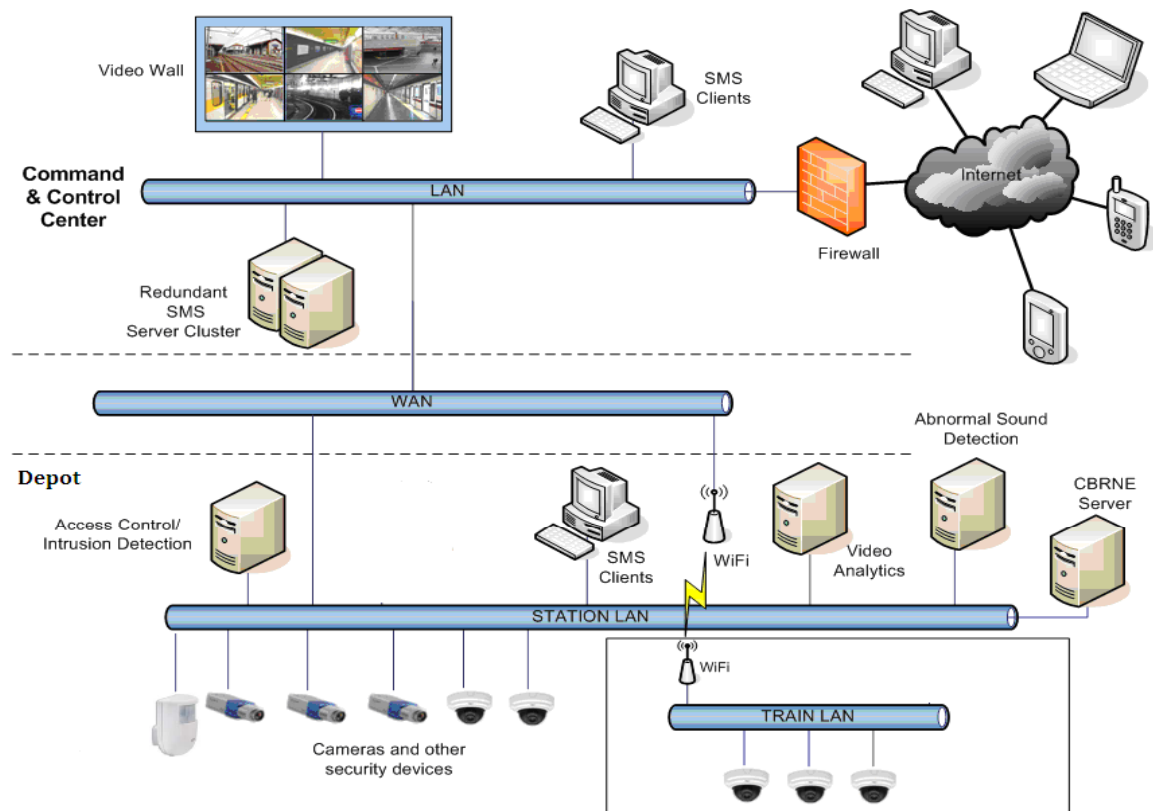 Video Wall
SMS
Clients
Command
& Control
Center
LAN
Internet
Firewall
Redundant
SMS
Server Cluster
WAN
Depot
Abnormal Sound
Detection
CBRNE
Server
Access Control/
Intrusion Detection
SMS
Clients
WiFi
Video
Analytics
STATION LAN
WiFi
TRAIN LAN
Cameras and other
security devices